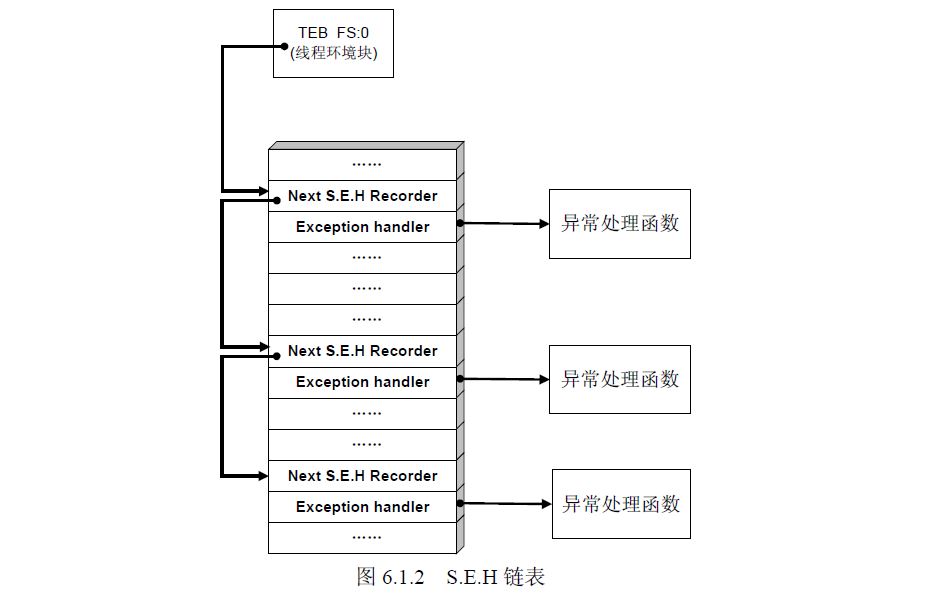 TEB FS:0
(线程环境块)
……
Next S.E.H Recorder
Exception handler
异常处理函数
……
……
……
Next S.E.H Recorder
Exception handler
异常处理函数
……
……
Next S.E.H Recorder
Exception handler
异常处理函数
……
图 6.1.2 S.E.H 链表